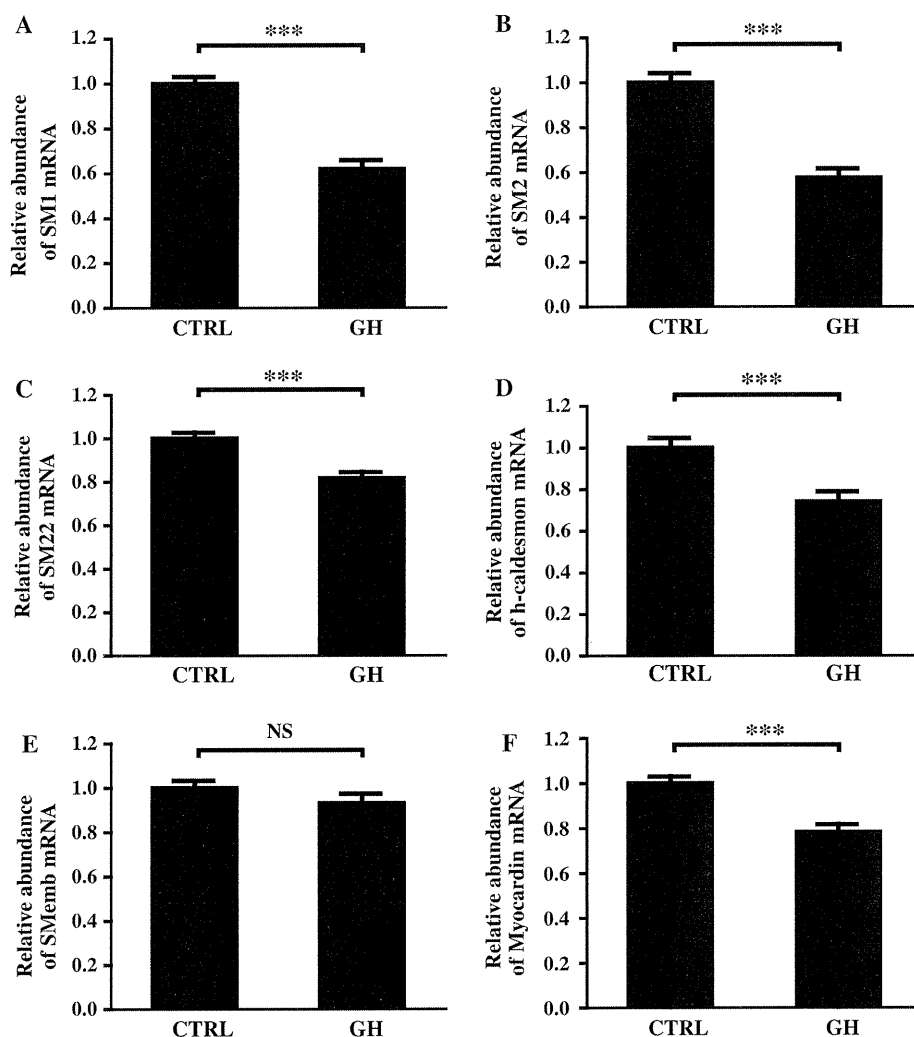 A
Relative abundance
of SM1 mRNA
1.2
1.0
0.8
0.6
0.4
0.2
0.0
***
CTRL
GH
B
Relative abundance
of SM2 mRNA
1.2
1.0
0.8
0.6
0.4
0.2
0.0
***
CTRL
GH
C
Relative abundance
of SM22 mRNA
1.2
1.0
0.8
0.6
0.4
0.2
0.0
***
CTRL
GH
D
Relative abundance
of h-caldesmon mRNA
1.2
1.0
0.8
0.6
0.4
0.2
0.0
***
CTRL
GH
E
Relative abundance
of SMemb mRNA
1.2
1.0
0.8
0.6
0.4
0.2
0.0
NS
CTRL
GH
F
Relative abundance
of Myocardin mRNA
1.2
1.0
0.8
0.6
0.4
0.2
0.0
***
CTRL
GH